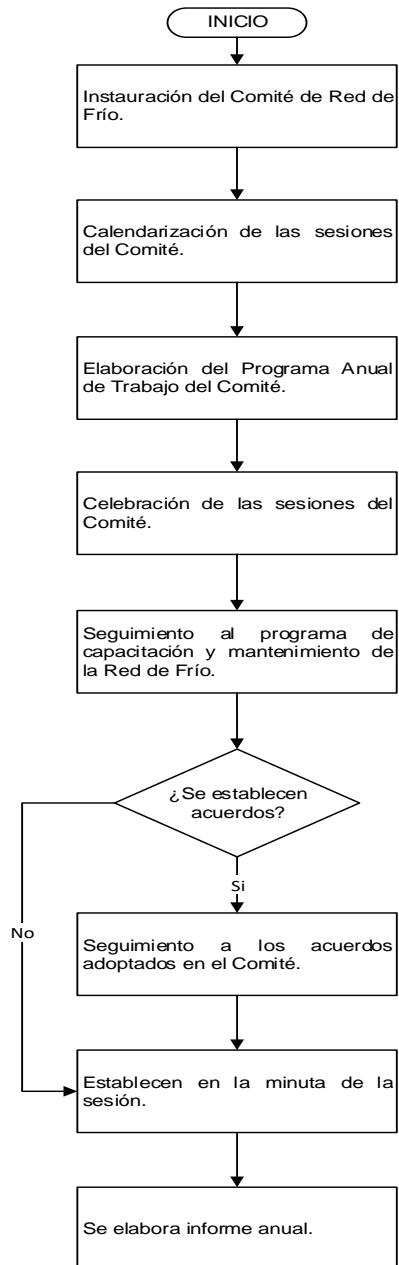 INICIO
Instauración del Comité de Red de
Frío.
Calendarización de las sesiones
del Comité.
Elaboración del Programa Anual
de Trabajo del Comité.
Celebración de las sesiones del
Comité.
Seguimiento al programa de
capacitación y mantenimiento de
la Red de Frío.
¿Se establecen
acuerdos?
Si
No
Seguimiento a los acuerdos
adoptados en el Comité.
Establecen en la minuta de la
sesión.
Se elabora informe anual.